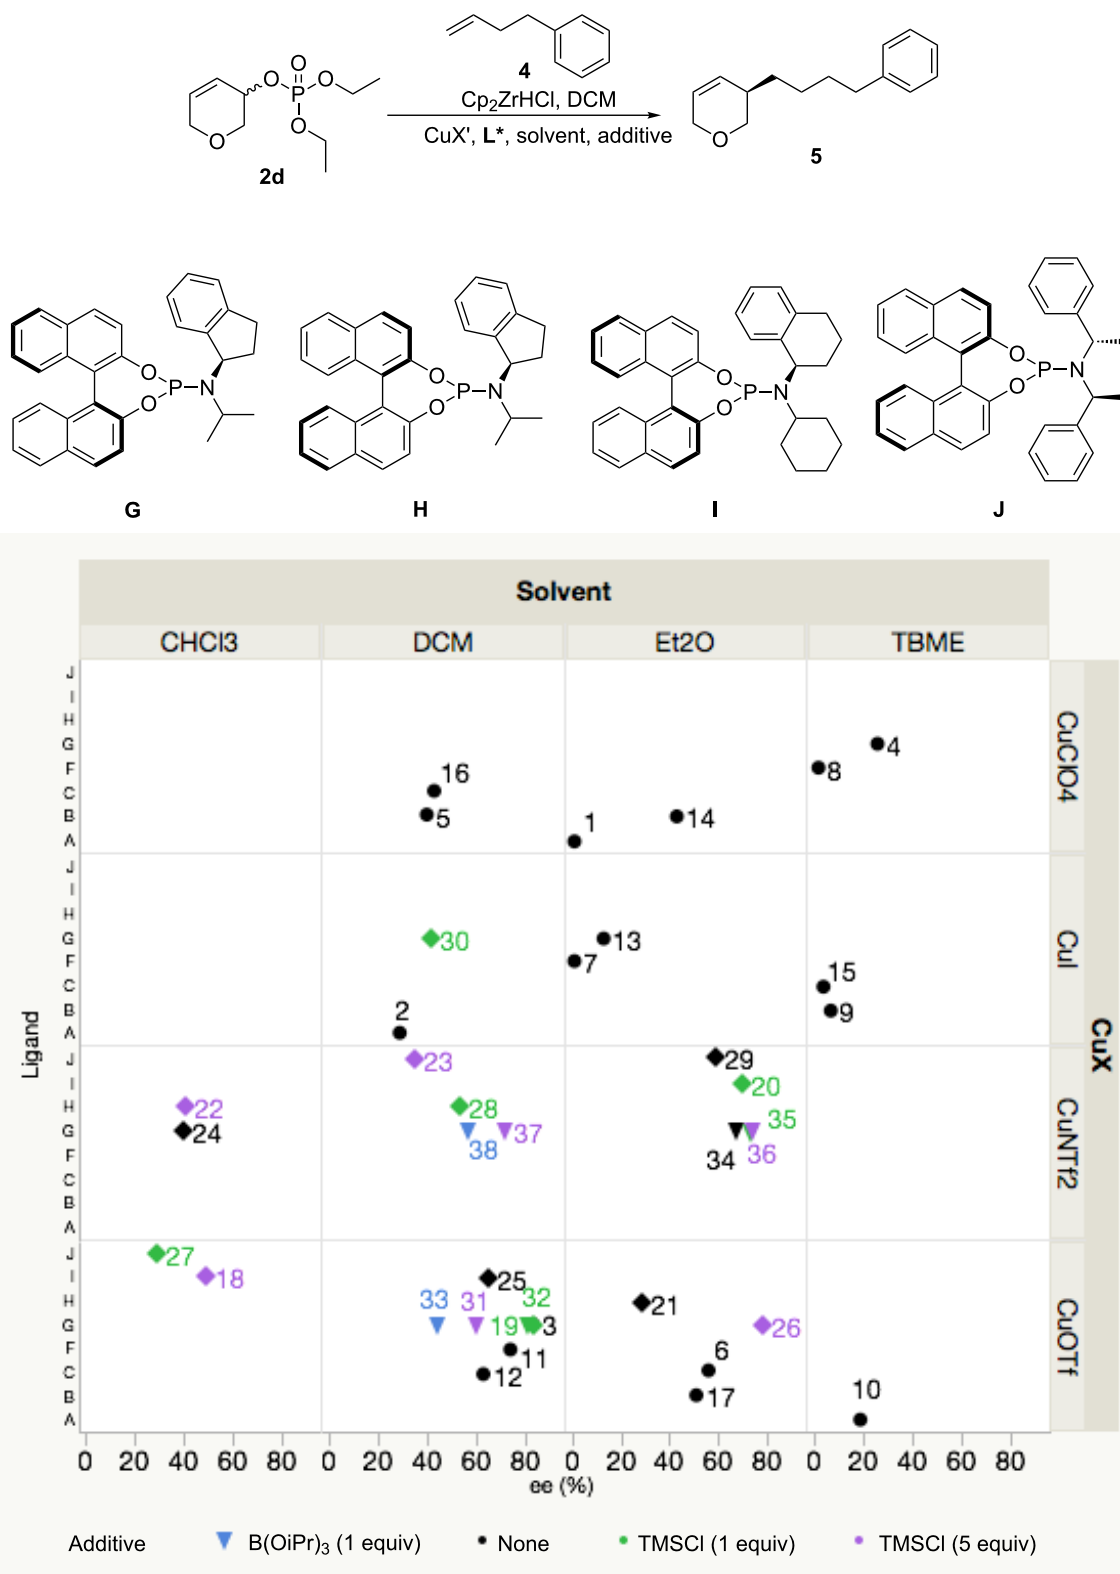 O
O
P
O
O
O
2d
4
Cp2ZrHCl, DCM
CuX', L*, solvent, additive
O
5
O
P
N
O
G
O
P
N
O
H
O
P
N
O
I
O
P
N
O
J
Solvent
CHCl3 DCM Et2O TBME
Ligand
CuX
J
I
H
G 4
F 16 8
C
B 5 1 14
A
CuClO4
J
I
H
G 30 13
F 7
C 15
B 2 9
A
CuI
J 23 29
I 20
H 22 28 35
G 24 38 37 34 36
F
C
B
A
CuNTf2
J 27
I 18 25
H 33 31 32 21
G 19 3 26
F 11 6
C 12
B 17 10
A
CuOTf
0 20 40 60 80 0 20 40 60 80 0 20 40 60 80 0 20 40 60 80
ee (%)
Additive B(OiPr)3 (1 equiv) None TMSCl (1 equiv) TMSCl (5 equiv)